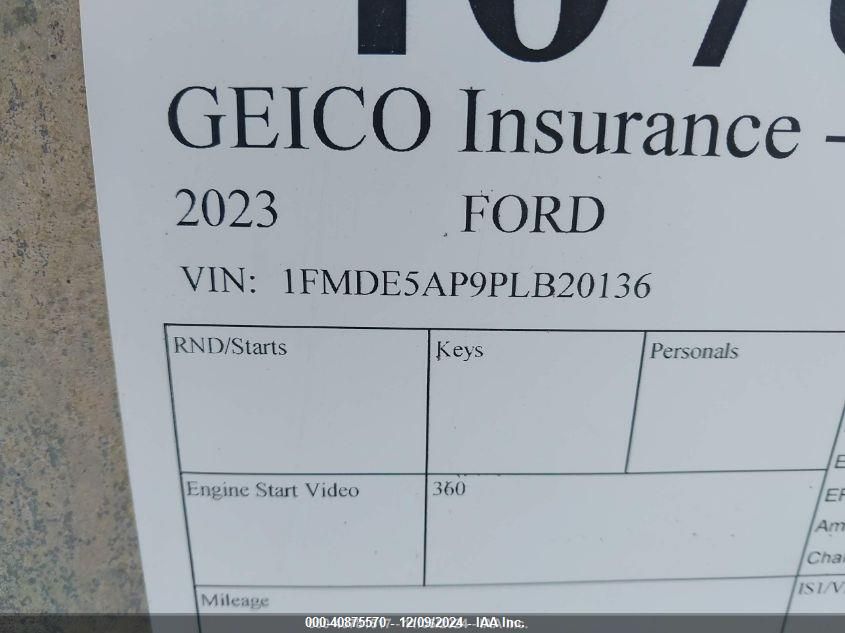 GEICO Insurance -
2023 FORD
VIN: 1FMDE5AP9PLB20136
RND/Starts Keys Personals
Engine Start Video 360
Mileage
000-40875570 - 12/09/2024 - IAA Inc.